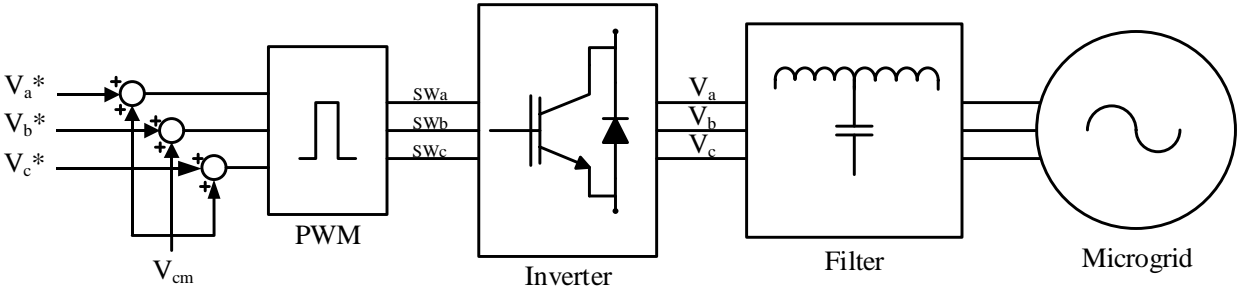 Va*
Vb*
Vc*
+
+
+
+
+
+
Vcm
PWM
SWa
SWb
SWc
Inverter
Va
Vb
Vc
Filter
Microgrid